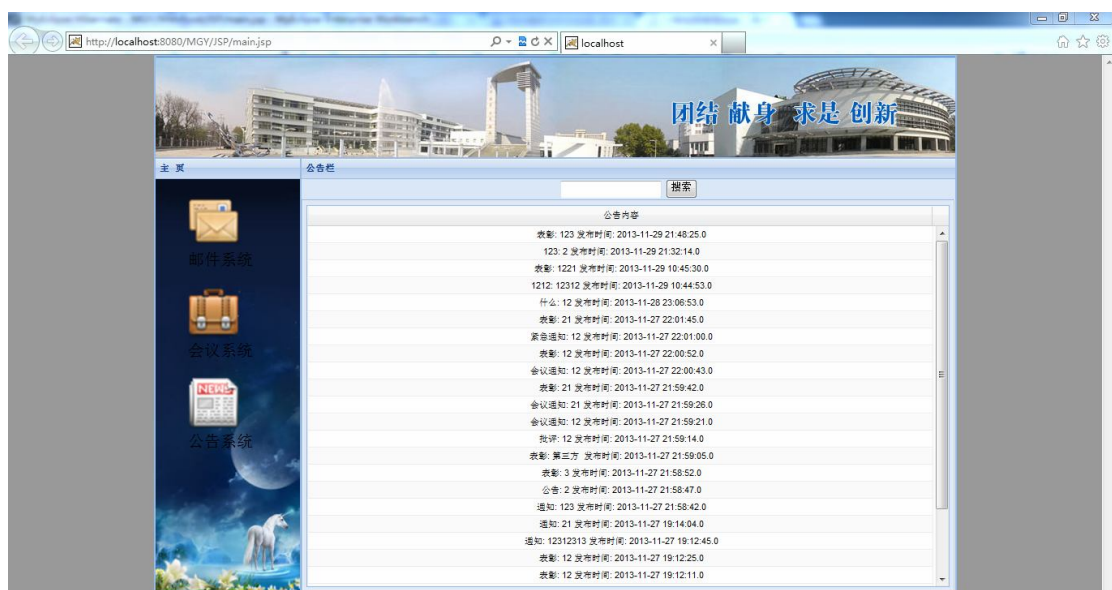 http://localhost:8080/MGY/JSP/main.jsp
localhost
团结 献身 求是 创新
主 页
公告栏
搜索
邮件系统
会议系统
NEWS
公告系统
公告内容
表彰: 123 发布时间: 2013-11-29 21:48:25.0
123: 2 发布时间: 2013-11-29 21:32:14.0
表彰: 1221 发布时间: 2013-11-29 10:45:30.0
1212: 12312 发布时间: 2013-11-29 10:44:53.0
什么: 12 发布时间: 2013-11-28 23:06:53.0
表彰: 21 发布时间: 2013-11-27 22:01:45.0
紧急通知: 12 发布时间: 2013-11-27 22:01:00.0
表彰: 12 发布时间: 2013-11-27 22:00:52.0
会议通知: 12 发布时间: 2013-11-27 22:00:43.0
表彰: 21 发布时间: 2013-11-27 21:59:42.0
会议通知: 21 发布时间: 2013-11-27 21:59:26.0
会议通知: 12 发布时间: 2013-11-27 21:59:21.0
批评: 12 发布时间: 2013-11-27 21:59:14.0
表彰: 第三方 发布时间: 2013-11-27 21:59:05.0
表彰: 3 发布时间: 2013-11-27 21:58:52.0
公告: 2 发布时间: 2013-11-27 21:58:47.0
通知: 123 发布时间: 2013-11-27 21:58:42.0
通知: 21 发布时间: 2013-11-27 19:14:04.0
通知: 12312313 发布时间: 2013-11-27 19:12:45.0
表彰: 12 发布时间: 2013-11-27 19:12:25.0
表彰: 12 发布时间: 2013-11-27 19:12:11.0